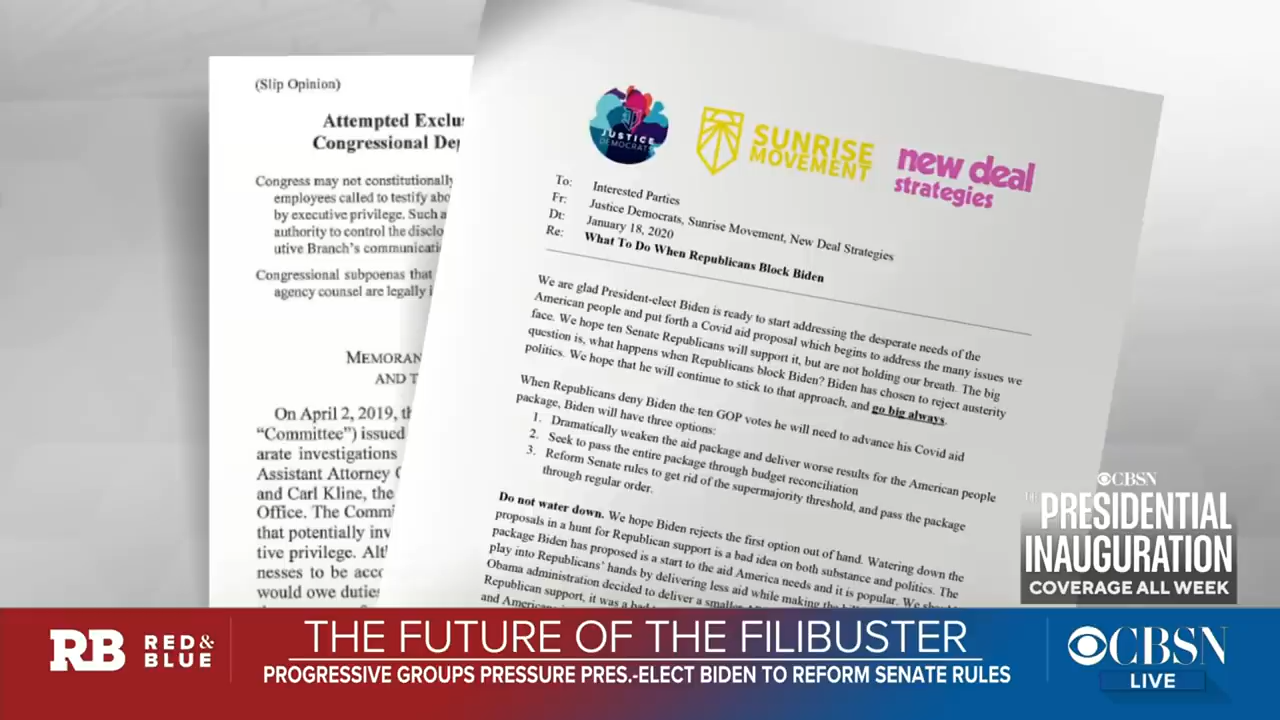 (Slip Opinion)
Attempted Exclu
Congressional De
Congress may not constitutionally
employees called to testify abo
by executive privilege. Such a
authority to control the disclo
utive Branch's communicati
Congressional subpoenas that
agency counsel are legally i
MEMORAN
AND T
On April 2, 2019, th
"Committee") issued
arate investigations
Assistant Attorney G
and Carl Kline, the
Office. The Commi
that potentially inv
tive privilege. Alt
nesses to be acc
would owe duties
JUSTICE
DEMOCRATS
SUNRISE
MOVEMENT
new deal
strategies
To: Interested Parties
Fr: Justice Democrats, Sunrise Movement, New Deal Strategies
Dt: January 18, 2020
Re: What To Do When Republicans Block Biden
We are glad President-elect Biden is ready to start addressing the desperate needs of the
American people and put forth a Covid aid proposal which begins to address the many issues we
face. We hope ten Senate Republicans will support it, but are not holding our breath. The big
question is, what happens when Republicans block Biden? Biden has chosen to reject austerity
politics. We hope that he will continue to stick to that approach, and go big always.
When Republicans deny Biden the ten GOP votes he will need to advance his Covid aid
package, Biden will have three options:
1. Dramatically weaken the aid package and deliver worse results for the American people
2. Seek to pass the entire package through budget reconciliation
3. Reform Senate rules to get rid of the supermajority threshold, and pass the package
through regular order.
Do not water down. We hope Biden rejects the first option out of hand. Watering down the
proposals in a hunt for Republican support is a bad idea on both substance and politics. The
package Biden has proposed is a start to the aid America needs and it is popular. We
play into Republicans' hands by delivering less aid while making the
Obama administration decided to deliver a smaller
Republican support, it was a
and
CBSN
THE
PRESIDENTIAL
INAUGURATION
COVERAGE ALL WEEK
RB RED&
BLUE
THE FUTURE OF THE FILIBUSTER
PROGRESSIVE GROUPS PRESSURE PRES.-ELECT BIDEN TO REFORM SENATE RULES
CBSN
LIVE